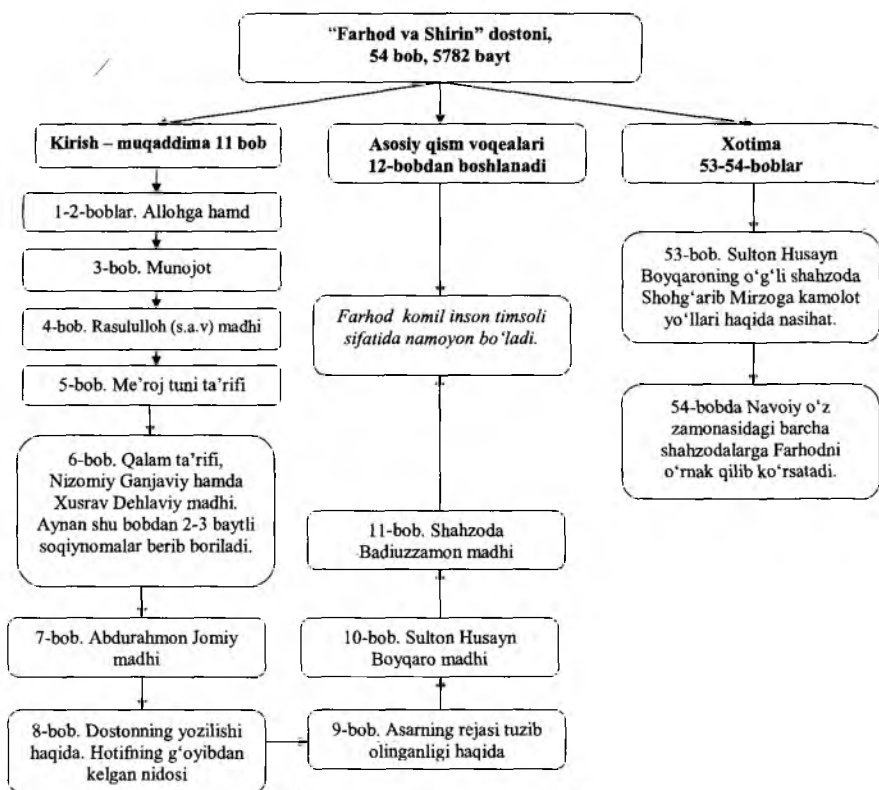 “Farhod va Shirin” dostoni,
54 bob, 5782 bayt
Kirish – muqaddima 11 bob
1-2-boblar. Allohga hamd
3-bob. Munojot
4-bob. Rasululloh (s.a.v) madhi
5-bob. Me’roj tuni ta’rifi
6-bob. Qalam ta’rifi,
Nizomiy Ganjaviy hamda
Xusrav Dehlaviy madhi.
Aynan shu bobdan 2-3 baytli
soqiynomalar berib boriladi.
7-bob. Abdurahmon Jomiy
madhi
8-bob. Dostonning yozilishi
haqida. Hotifning g‘oyibdan
kelgan nidosi
9-bob. Asarning rejasi tuzib
olinganligi haqida
10-bob. Sulton Husayn
Boyqaro madhi
11-bob. Shahzoda
Badiuzzamon madhi
Asosiy qism voqealari
12-bobdan boshlanadi
Farhod komil inson timsoli
sifatida namoyon bo‘ladi.
Xotima
53-54-boblar
53-bob. Sulton Husayn
Boyqaroning o‘g‘li shahzoda
Shohg‘arib Mirzoga kamolot
yo‘llari haqida nasihat.
54-bobda Navoiy o‘z
zamonasidagi barcha
shahzodalarga Farhodni
o‘rnak qilib ko‘rsatadi.